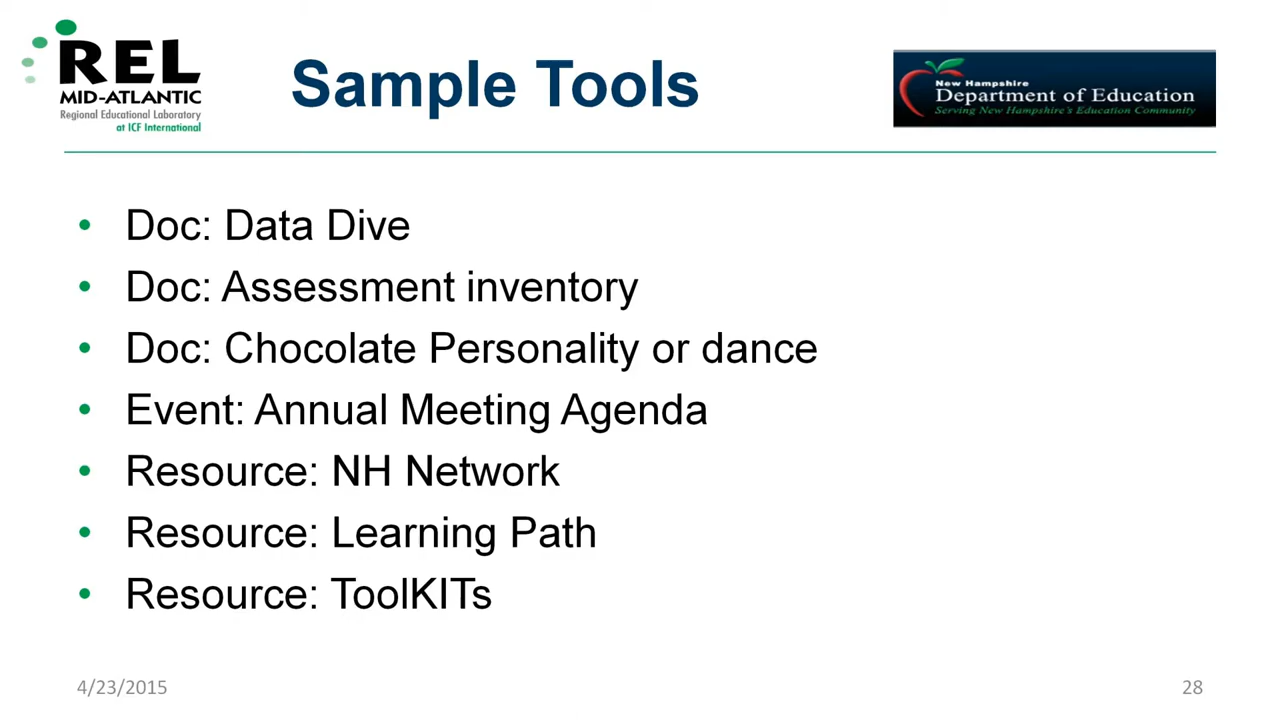 REL
MID-ATLANTIC
Regional Educational Laboratory
at ICF International
Sample Tools
New Hampshire
Department of Education
Serving New Hampshire's Education Community
• Doc: Data Dive
• Doc: Assessment inventory
• Doc: Chocolate Personality or dance
• Event: Annual Meeting Agenda
• Resource: NH Network
• Resource: Learning Path
• Resource: ToolKITs
4/23/2015
28